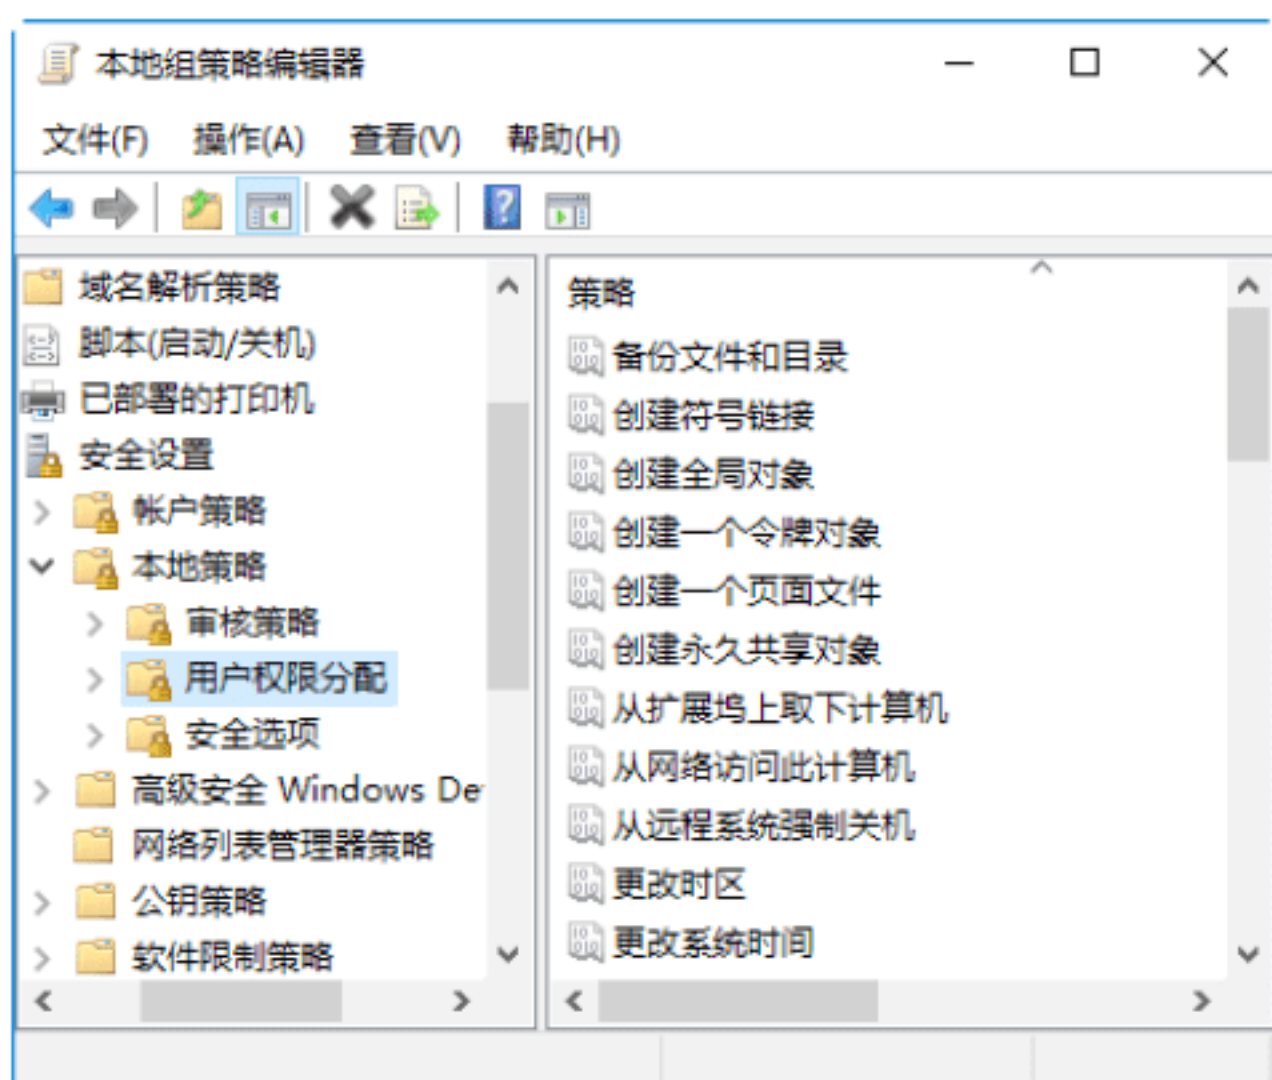 本地组策略编辑器
文件(F) 操作(A) 查看(V) 帮助(H)
域名解析策略
脚本(启动/关机)
已部署的打印机
安全设置
帐户策略
本地策略
审核策略
用户权限分配
安全选项
高级安全 Windows De
网络列表管理器策略
公钥策略
软件限制策略
策略
备份文件和目录
创建符号链接
创建全局对象
创建一个令牌对象
创建一个页面文件
创建永久共享对象
从扩展坞上取下计算机
从网络访问此计算机
从远程系统强制关机
更改时区
更改系统时间